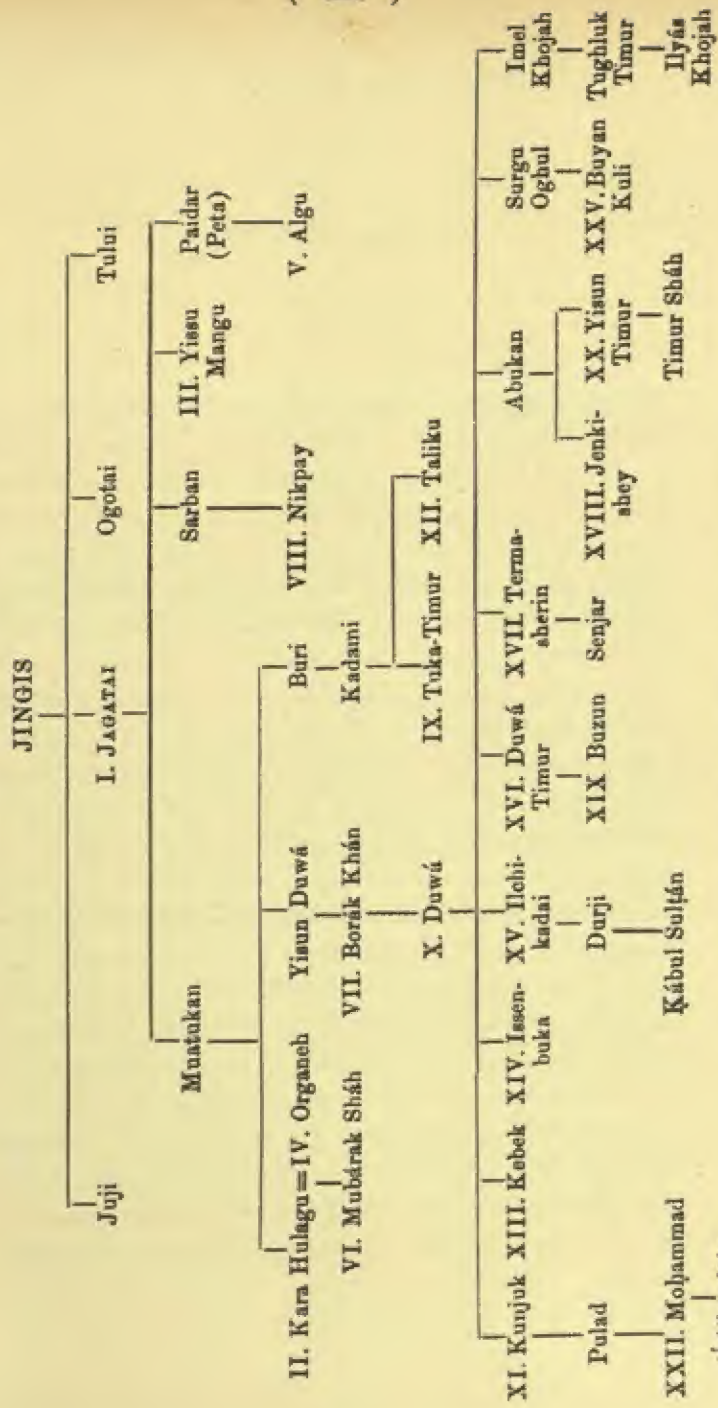 JINGIS
Juji I. JAGATAI Ogotai Tului
Muatukan Sarban III. Yissu Mangu Paidar (Peta)
VIII. Nikpay V. Algu
II. Kara Hulagu=IV. Organeh Yisun Duwá Buri
VI. Mubárak Sháh VII. Borák Khán Kadami
X. Duwá IX. Tuka-Timur XII. Taliku
XI. Kunjuk XIII. Kebek XIV. Issen-buka XV. Ilchi-kadai XVI. Duwá Timur XVII. Terma-sherin Abukan Surgu Oghul Imel Khojah
Pulad Durji XIX Buzun Senjar XVIII. Jenki-shey XX. Yisun Timur XXV. Buyan Kuli Tughluk Timur
XXII. Moḥammad Ḳábul Sulṭán Timur Sháh Ilyás Khojah